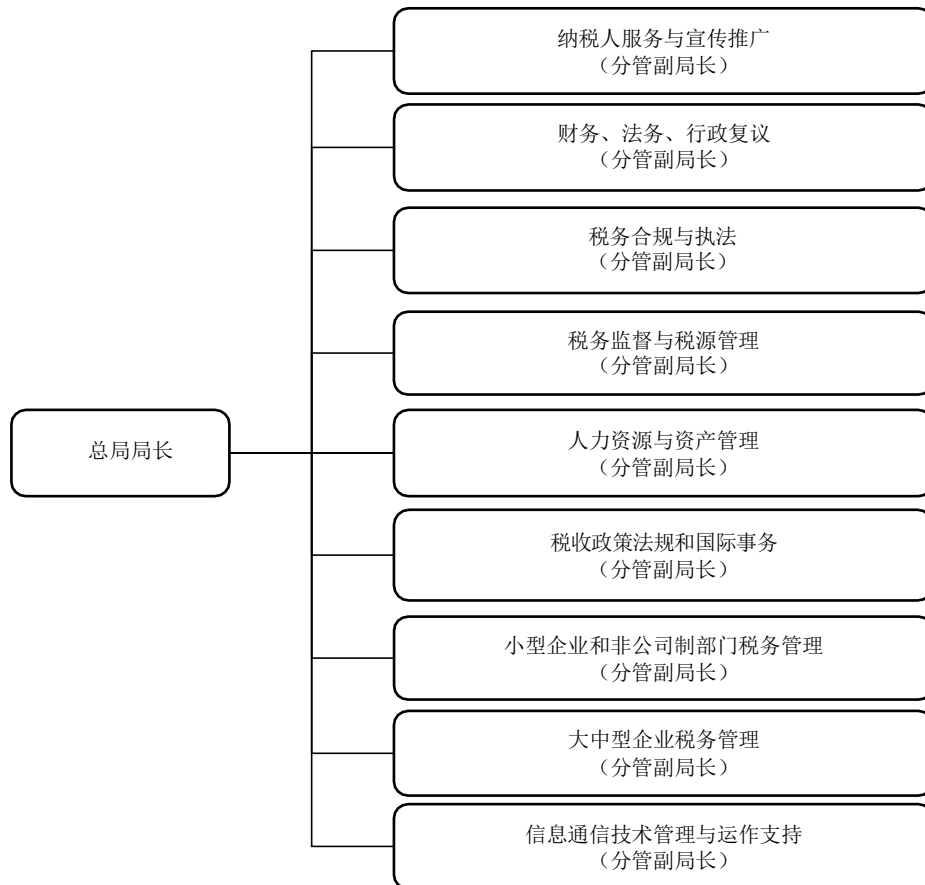 纳税人服务与宣传推广
（分管副局长）
财务、法务、行政复议
（分管副局长）
税务合规与执法
（分管副局长）
税务监督与税源管理
（分管副局长）
总局局长
人力资源与资产管理
（分管副局长）
税收政策法规和国际事务
（分管副局长）
小型企业和非公司制部门税务管理
（分管副局长）
大中型企业税务管理
（分管副局长）
信息通信技术管理与运作支持
（分管副局长）